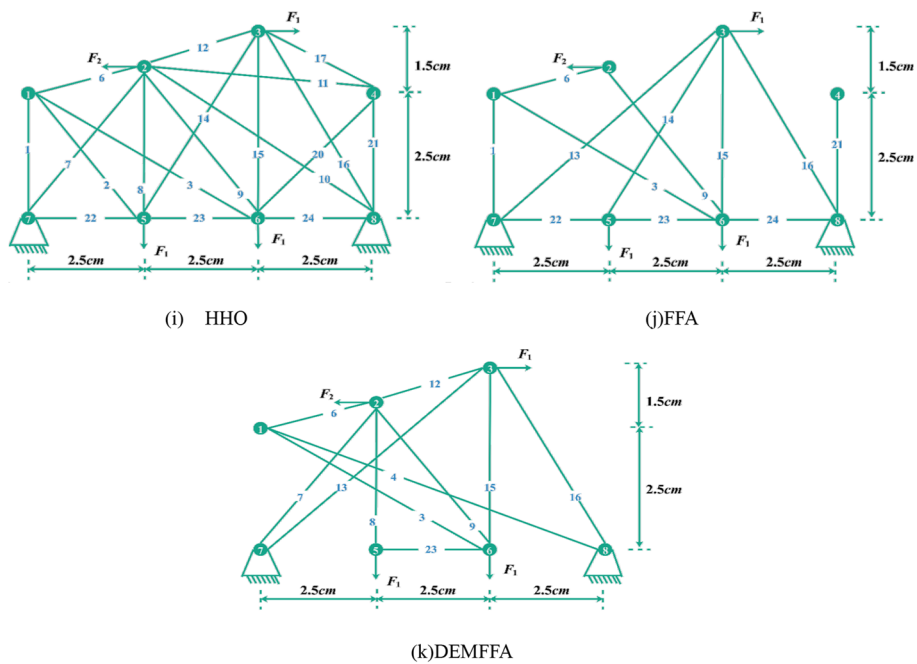 F₁
3
12
F₂
17
2
1.5cm
6
11
1
4
14
1
7
15
20
21
2.5cm
2
3
16
8
9
10
7
22
5
23
6
24
8
F₁
F₁
2.5cm
2.5cm
2.5cm
(i) HHO
F₁
3
F₂
2
1.5cm
6
1
4
14
1
13
15
21
2.5cm
16
3
9
7
22
5
23
6
24
8
F₁
F₁
2.5cm
2.5cm
2.5cm
(j)FFA
F₁
3
12
F₂
2
1.5cm
6
1
4
7
13
15
16
2.5cm
3
8
9
7
5
23
6
8
F₁
F₁
2.5cm
2.5cm
2.5cm
(k)DEMFFA